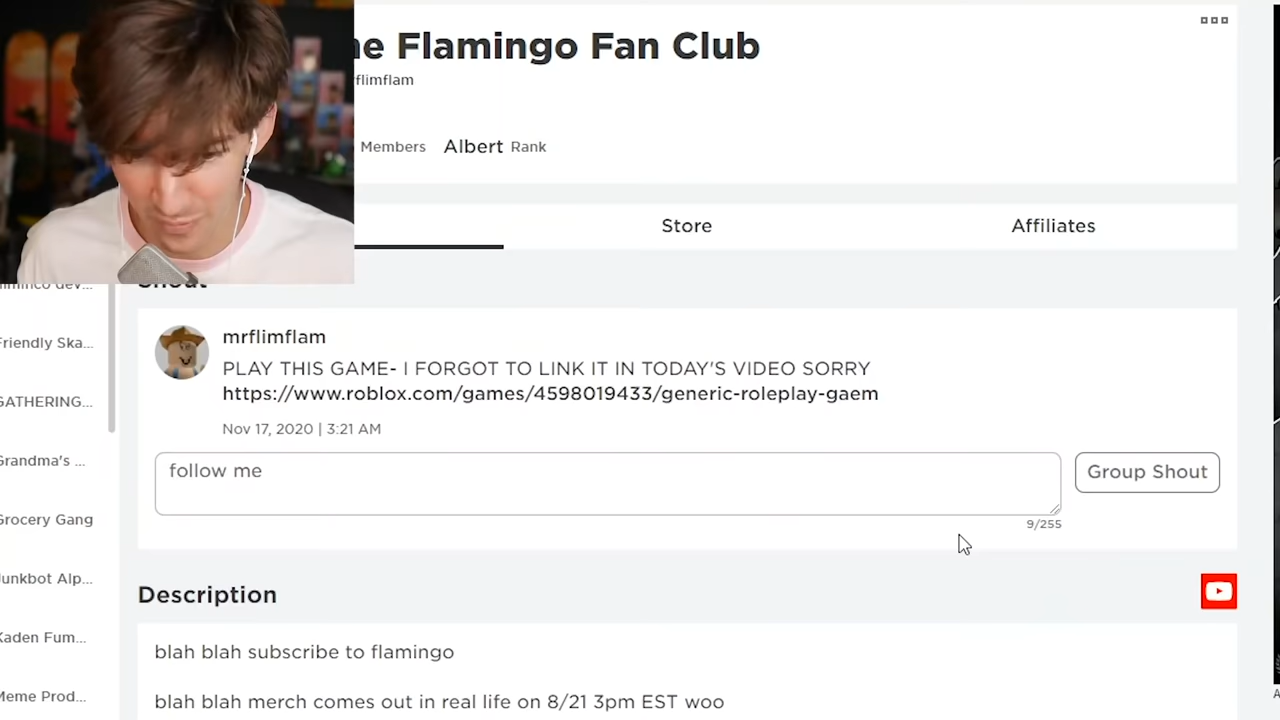 Flamingo Fan Club
Members Albert Rank
Store
Affiliates
mrflimflam
PLAY THIS GAME- I FORGOT TO LINK IT IN TODAY'S VIDEO SORRY
https://www.roblox.com/games/4598019433/generic-roleplay-gaem
Nov 17, 2020 | 3:21 AM
follow me
Group Shout
9/255
Friendly Ska...
GATHERING...
Grandma's ...
Grocery Gang
Junkbot Alp...
Kaden Fum...
Meme Prod...
Description
blah blah subscribe to flamingo
blah blah merch comes out in real life on 8/21 3pm EST woo